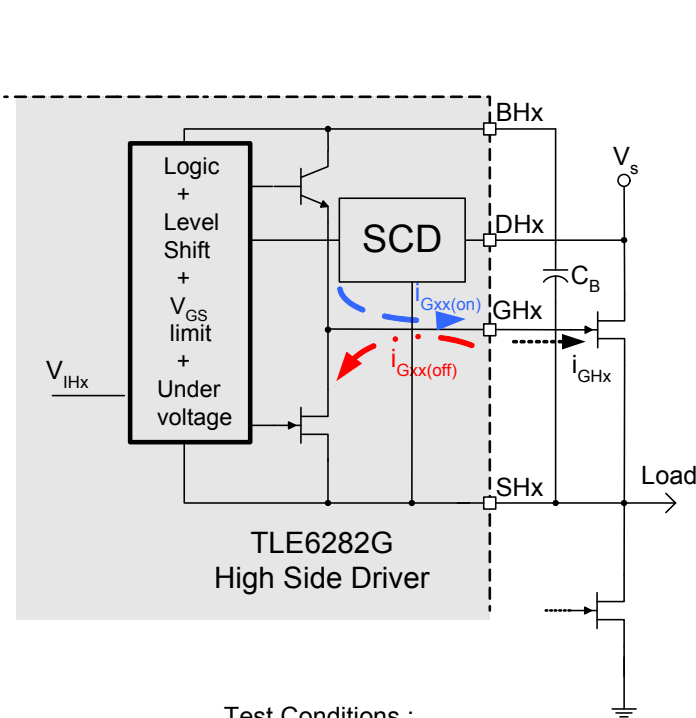 BHx
Logic
+
Level
Shift
+
VGS
limit
+
Under
voltage
Vs
SCD
DHx
CB
iGxx(on)
GHx
iGxx(off)
iGHx
VIHx
SHx
Load
TLE6282G
High Side Driver
Test Conditions :